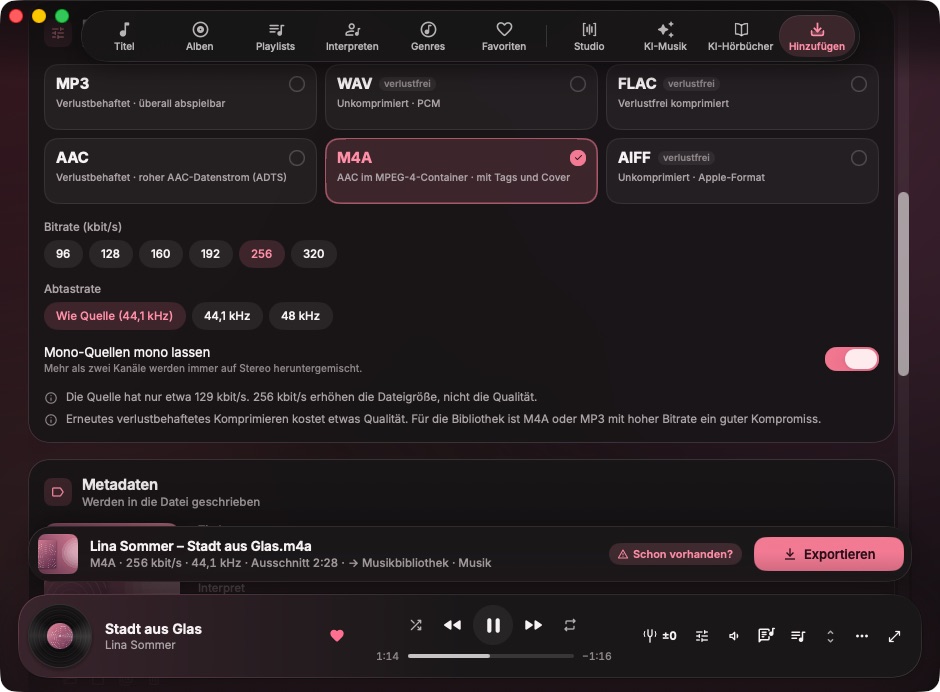 Titel
Alben
Playlists
Interpreten
Genres
Favoriten
Studio
KI-Musik
KI-Hörbücher
Hinzufügen
MP3
Verlustbehaftet · überall abspielbar
WAV verlustfrei
Unkomprimiert · PCM
FLAC verlustfrei
Verlustfrei komprimiert
AAC
Verlustbehaftet · roher AAC-Datenstrom (ADTS)
M4A
AAC im MPEG-4-Container · mit Tags und Cover
AIFF verlustfrei
Unkomprimiert · Apple-Format
Bitrate (kbit/s)
96 128 160 192 256 320
Abtastrate
Wie Quelle (44,1 kHz) 44,1 kHz 48 kHz
Mono-Quellen mono lassen
Mehr als zwei Kanäle werden immer auf Stereo heruntergemischt.
Die Quelle hat nur etwa 129 kbit/s. 256 kbit/s erhöhen die Dateigröße, nicht die Qualität.
Erneutes verlustbehaftetes Komprimieren kostet etwas Qualität. Für die Bibliothek ist M4A oder MP3 mit hoher Bitrate ein guter Kompromiss.
Metadaten
Werden in die Datei geschrieben
Lina Sommer – Stadt aus Glas.m4a
M4A · 256 kbit/s · 44,1 kHz · Ausschnitt 2:28 · → Musikbibliothek · Musik
Schon vorhanden?
Exportieren
Interpret
Stadt aus Glas
Lina Sommer
1:14
−1:16
±0